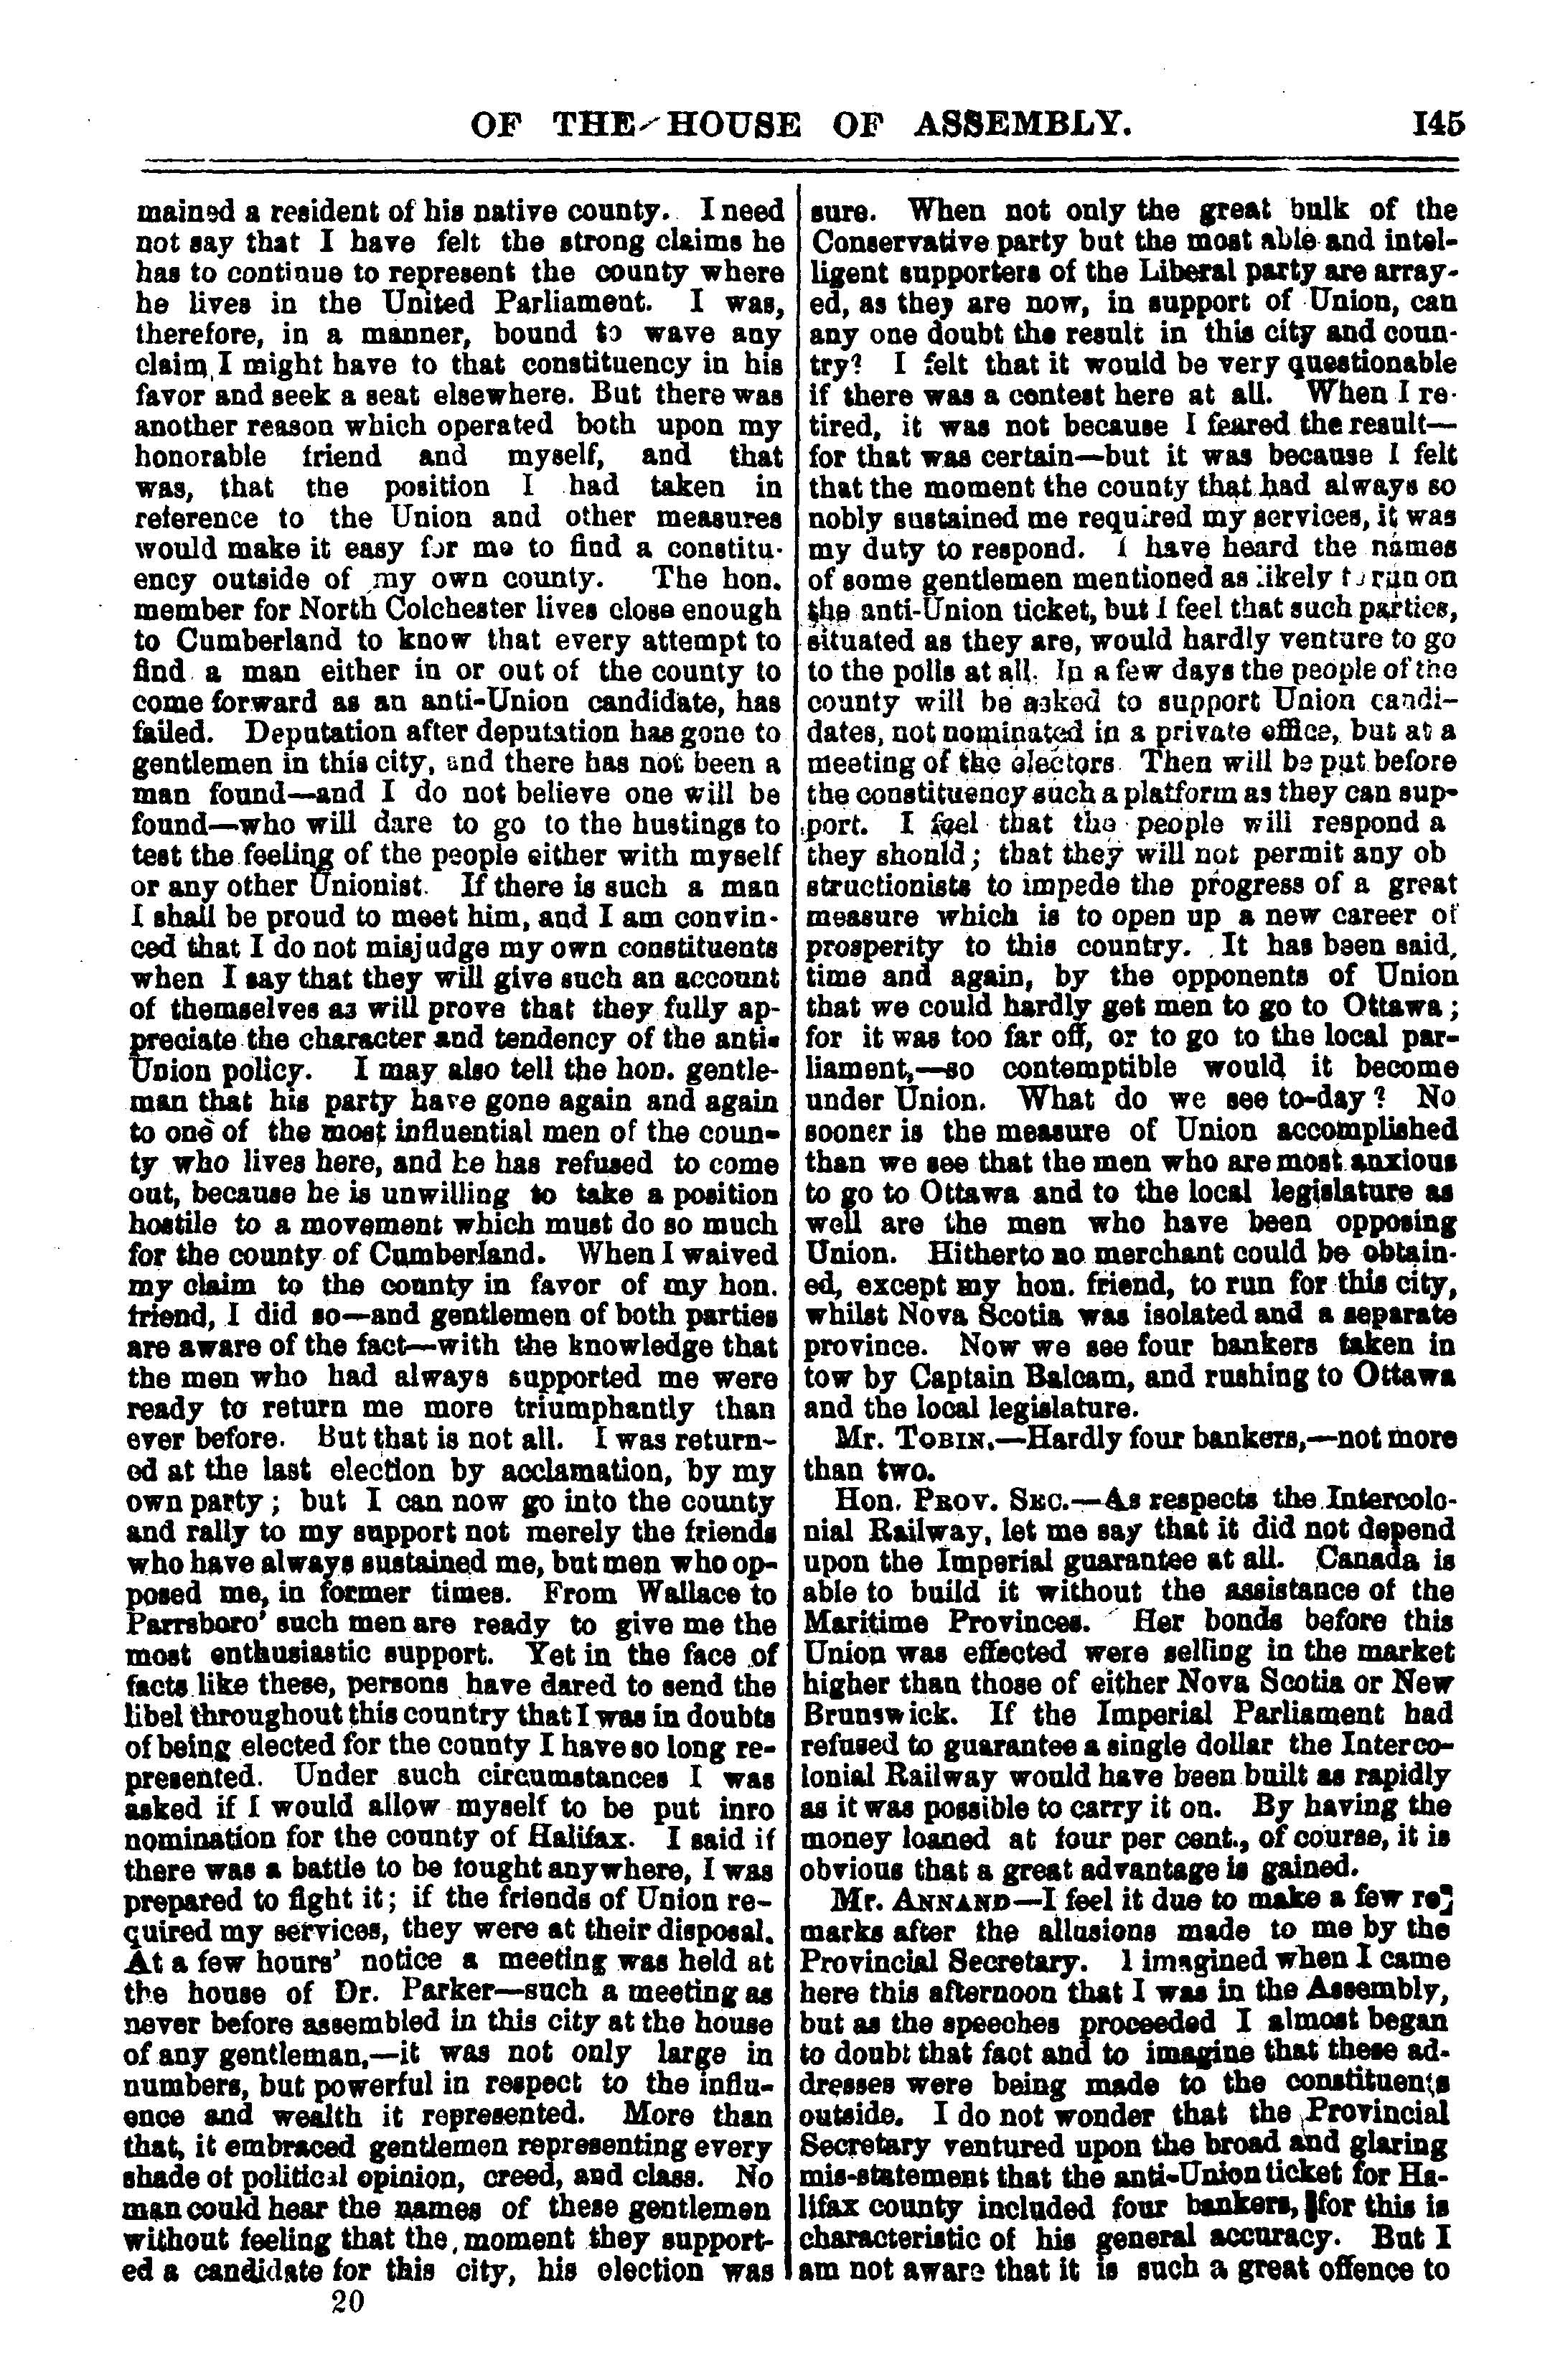 OF THE HOUSE OF ASSEMBLY. 145
mained a resident of his native county. I need
not say that I have felt the strong claims he
has to continue to represent the county where
he lives in the United Parliament. I was,
therefore, in a manner, bound to wave any
claim I might have to that constituency in his
favor and seek a seat elsewhere. But there was
another reason which operated both upon my
honorable friend and myself, and that
was, that the position I had taken in
reference to the Union and other measures
would make it easy for me to find a constitu-
ency outside of my own county. The hon.
member for North Colchester lives close enough
to Cumberland to know that every attempt to
find a man either in or out of the county to
come forward as an anti-Union candidate, has
failed. Deputation after deputation has gone to
gentlemen in this city, and there has not been a
man found—and I do not believe one will be
found—who will dare to go to the hustings to
test the feeling of the people either with myself
or any other Unionist. If there is such a man
I shall be proud to meet him, and I am convin-
ced that I do not misjudge my own constituents
when I say that they will give such an account
of themselves as will prove that they fully ap-
preciate the character and tendency of the anti-
Union policy. I may also tell the hon. gentle-
man that his party have gone again and again
to one of the most influential men of the coun-
ty who lives here, and he has refused to come
out, because he is unwilling to take a position
hostile to a movement which must do so much
for the county of Cumberland. When I waived
my claim to the county in favor of my hon.
friend, I did so—and gentlemen of both parties
are aware of the fact—with the knowledge that
the men who had always supported me were
ready to return me more triumphantly than
ever before. But that is not all. I was return-
ed at the last election by acclamation, by my
own party; but I can now go into the county
and rally to my support not merely the friends
who have always sustained me, but men who op-
posed me, in former times. From Wallace to
Parrsboro' such men are ready to give me the
most enthusiastic support. Yet in the face of
facts like these, persons have dared to send the
libel throughout this country that I was in doubts
of being elected for the county I have so long re-
presented. Under such circumstances I was
asked if I would allow myself to be put inro
nomination for the county of Halifax. I said if
there was a battle to be fought anywhere, I was
prepared to fight it; if the friends of Union re-
quired my services, they were at their disposal.
At a few hours' notice a meeting was held at
the house of Dr. Parker—such a meeting as
never before assembled in this city at the house
of any gentleman,—it was not only large in
numbers, but powerful in respect to the influ-
ence and wealth it represented. More than
that, it embraced gentlemen representing every
shade of political opinion, creed, and class. No
man could hear the names of these gentlemen
without feeling that the moment they support-
ed a candidate for this city, his election was
20
sure. When not only the great bulk of the
Conservative party but the most able and intel-
ligent supporters of the Liberal party are array-
ed, as they are now, in support of Union, can
any one doubt the result in this city and coun-
try? I felt that it would be very questionable
if there was a contest here at all. When I re-
tired, it was not because I feared the result—
for that was certain—but it was because I felt
that the moment the county that had always so
nobly sustained me required my services, it was
my duty to respond. I have heard the names
of some gentlemen mentioned as likely to run on
the anti-Union ticket, but I feel that such parties,
situated as they are, would hardly venture to go
to the polls at all. In a few days the people of the
county will be asked to support Union candi-
dates, not nominated in a private office, but at a
meeting of the electors. Then will be put before
the constituency such a platform as they can sup-
port. I feel that the people will respond a
they should; that they will not permit any ob
structionists to impede the progress of a great
measure which is to open up a new career of
prosperity to this country. It has been said,
time and again, by the opponents of Union
that we could hardly get men to go to Ottawa;
for it was too far off, or to go to the local par-
liament,—so contemptible would it become
under Union. What do we see to-day? No
sooner is the measure of Union accomplished
than we see that the men who are most anxious
to go to Ottawa and to the local legislature as
well are the men who have been opposing
Union. Hitherto no merchant could be obtain-
ed, except my hon. friend, to run for this city,
whilst Nova Scotia was isolated and a separate
province. Now we see four bankers taken in
tow by Captain Balcam, and rushing to Ottawa
and the local legislature.
Mr. TOBIN.—Hardly four bankers,—not more
than two.
Hon. PROV. SEC.—As respects the Intercolo-
nial Railway, let me say that it did not depend
upon the Imperial guarantee at all. Canada is
able to build it without the assistance of the
Maritime Provinces. Her bonds before this
Union was effected were selling in the market
higher than those of either Nova Scotia or New
Brunswick. If the Imperial Parliament had
refused to guarantee a single dollar the Interco-
lonial Railway would have been built as rapidly
as it was possible to carry it on. By having the
money loaned at four per cent., of course, it is
obvious that a great advantage is gained.
Mr. ANNAND—I feel it due to make a few re-
marks after the allusions made to me by the
Provincial Secretary. I imagined when I came
here this afternoon that I was in the Assembly,
but as the speeches proceeded I almost began
to doubt that fact and to imagine that these ad-
dresses were being made to the constituents
outside. I do not wonder that the Provincial
Secretary ventured upon the broad and glaring
mis-statement that the anti-Union ticket for Ha-
lifax county included four bankers, for this is
characteristic of his general accuracy. But I
am not aware that it is such a great offence to